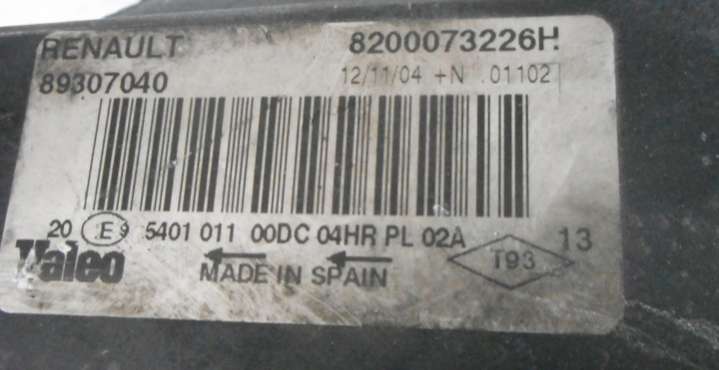 RENAULT 8200073226H
89307040 12/11/04 +N .01102
20 E9 5401 011 00DC 04HR PL 02A 13
Valeo MADE IN SPAIN T93